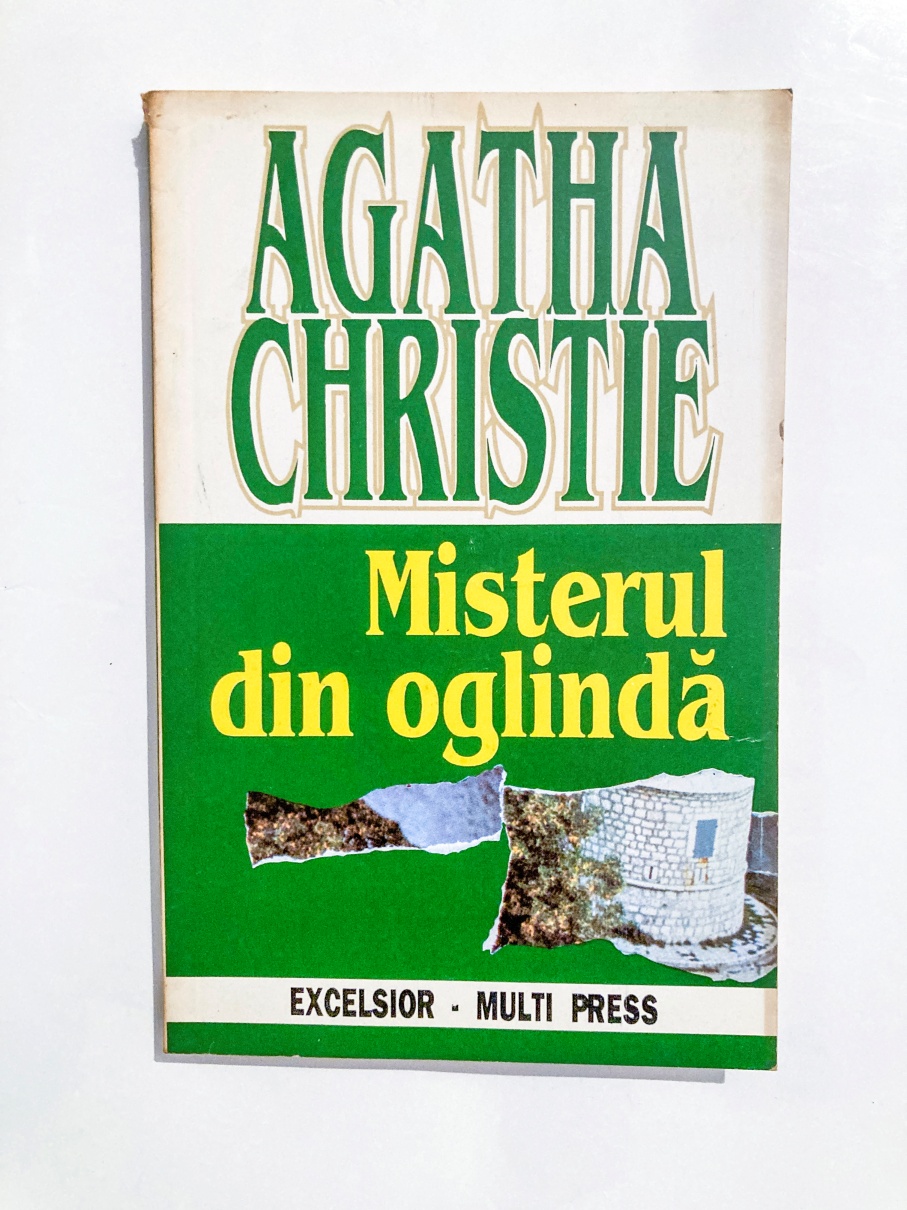 AGATHA
CHRISTIE
Misterul
din oglindă
EXCELSIOR - MULTI PRESS